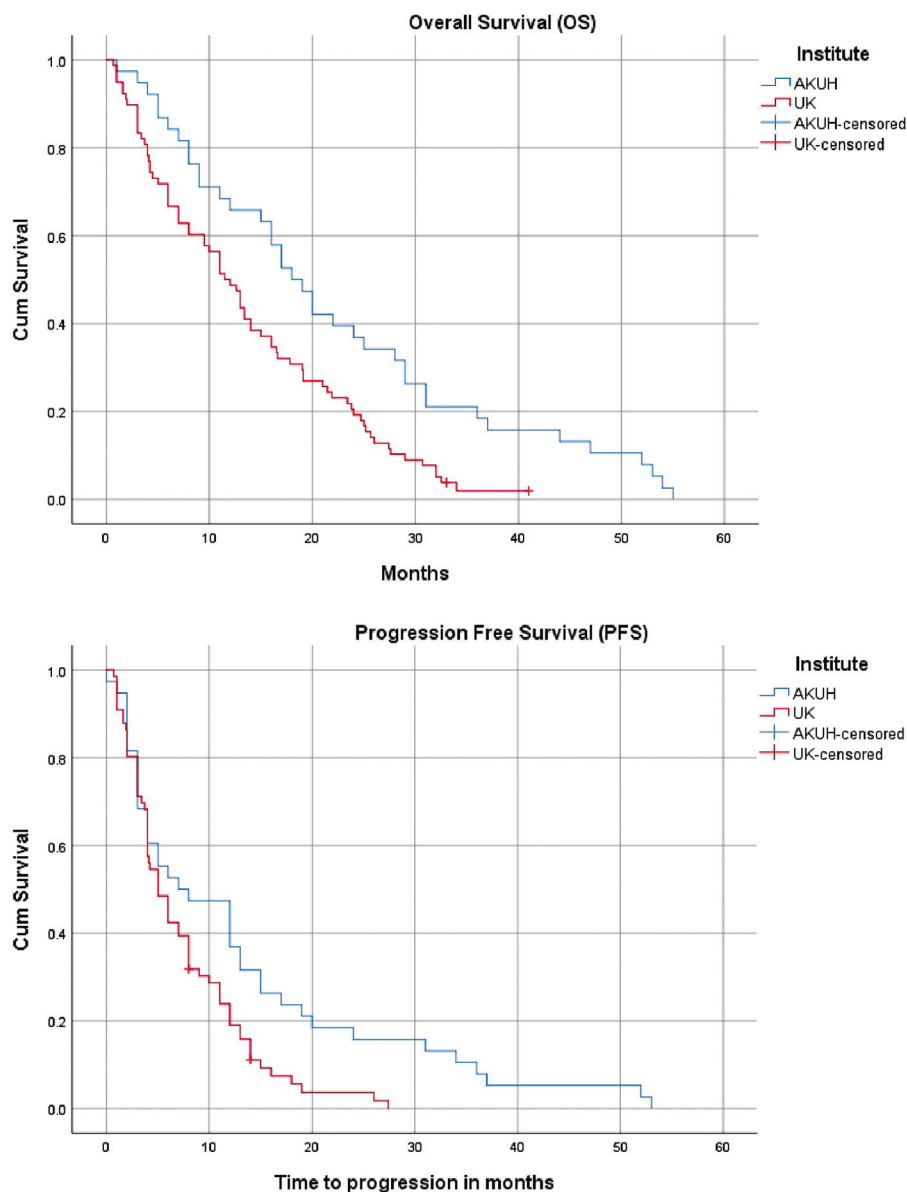 Overall Survival (OS)
Institute
AKUH
UK
AKUH-censored
UK-censored
Cum Survival
1.0
0.8
0.6
0.4
0.2
0.0
0 10 20 30 40 50 60
Months
Progression Free Survival (PFS)
Institute
AKUH
UK
AKUH-censored
UK-censored
Cum Survival
1.0
0.8
0.6
0.4
0.2
0.0
0 10 20 30 40 50 60
Time to progression in months